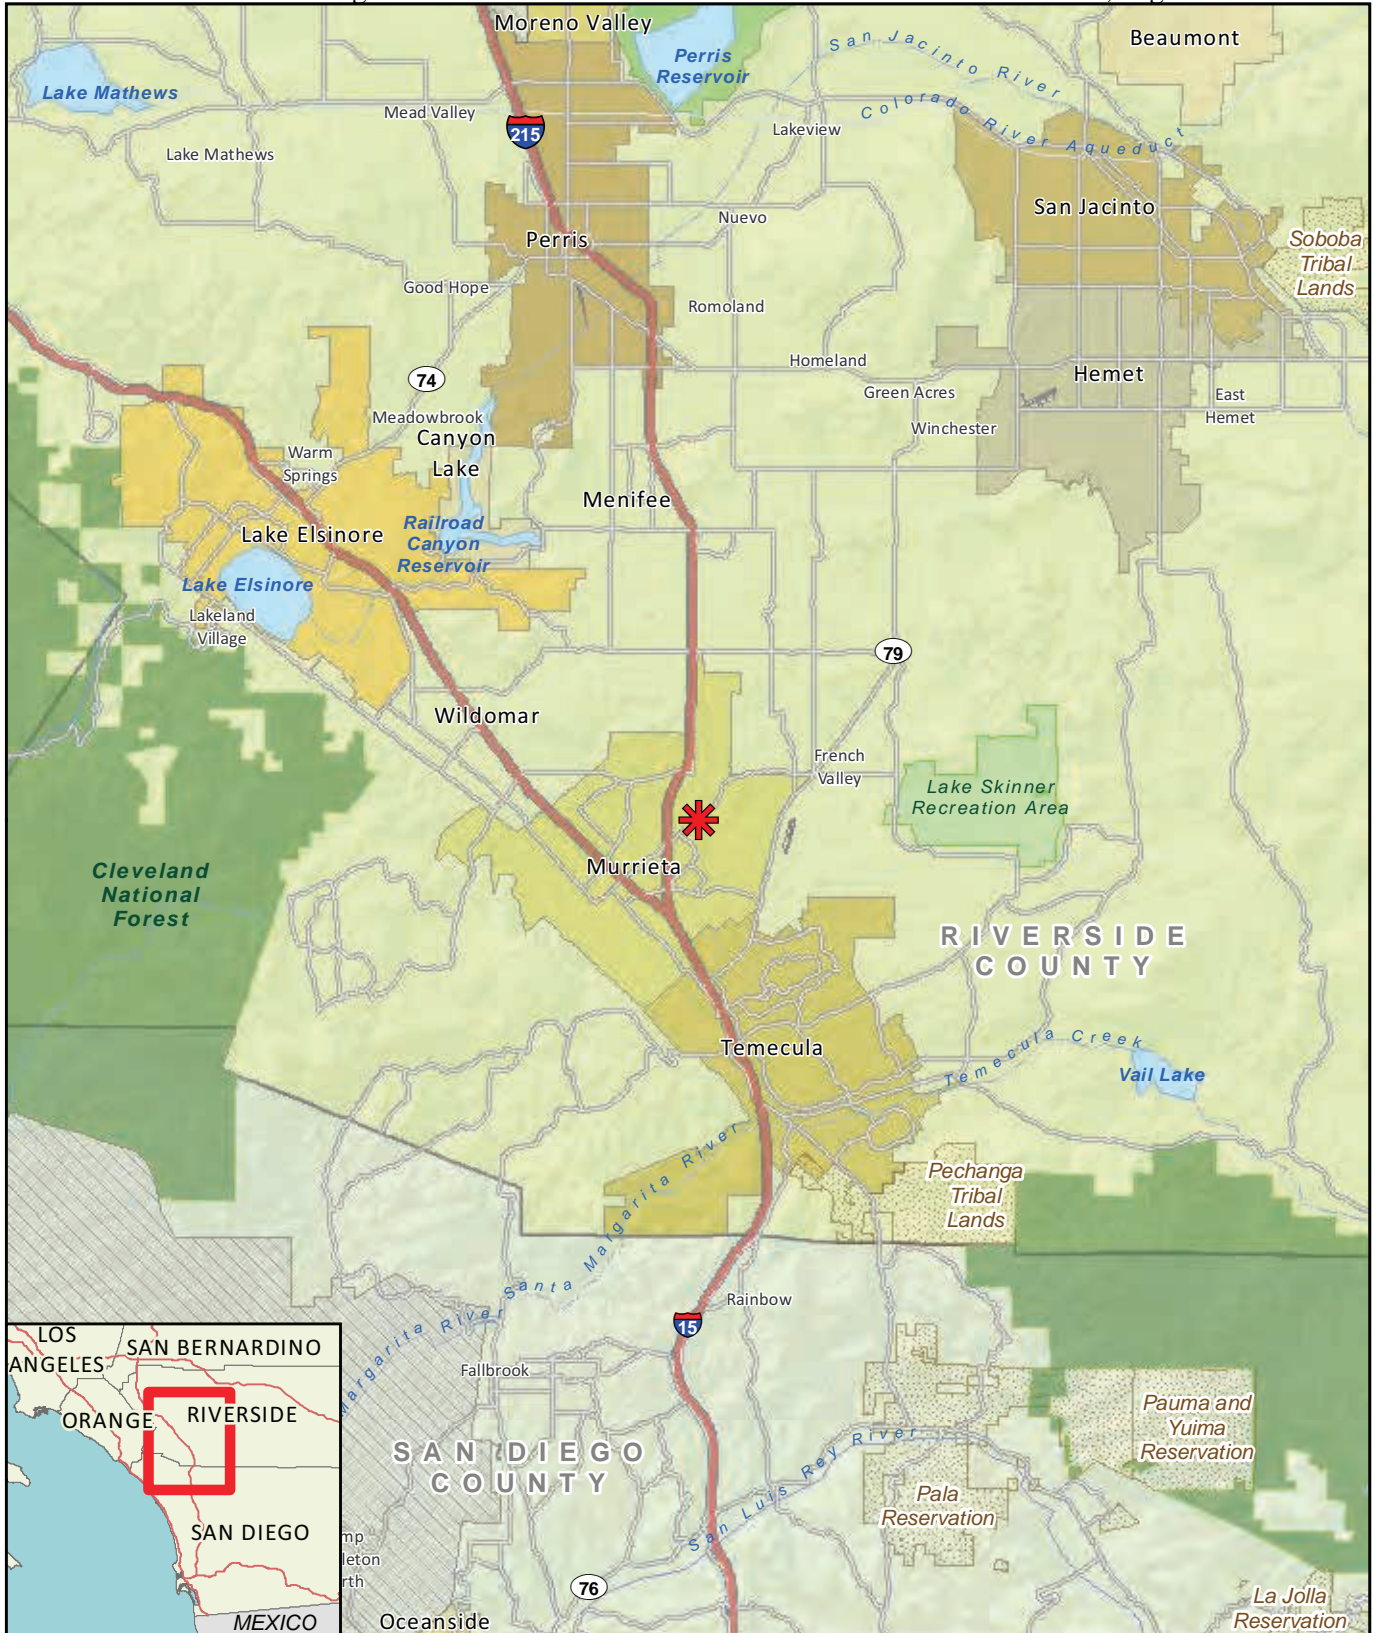 Moreno Valley
Beaumont
Perris
Reservoir
San Jacinto River
Lake Mathews
Colorado River Aqueduct
Mead Valley
215
Lakeview
Lake Mathews
San Jacinto
Nuevo
Perris
Soboba
Tribal
Lands
Good Hope
Romoland
Homeland
74
Hemet
Green Acres
East
Hemet
Meadowbrook
Canyon
Lake
Winchester
Warm
Springs
Menifee
Lake Elsinore
Railroad
Canyon
Reservoir
Lake Elsinore
Lakeland
Village
79
Wildomar
French
Valley
Lake Skinner
Recreation Area
Murrieta
Cleveland
National
Forest
RIVERSIDE
COUNTY
Temecula
Temecula Creek
Vail Lake
Santa Margarita River
Pechanga
Tribal
Lands
Rainbow
15
Margarita River
Fallbrook
LOS
ANGELES
SAN BERNARDINO
ORANGE
RIVERSIDE
SAN DIEGO
MEXICO
SAN DIEGO
COUNTY
San Luis Rey River
Pauma and
Yuima
Reservation
Pala
Reservation
mp
leton
rth
76
La Jolla
Reservation
Oceanside